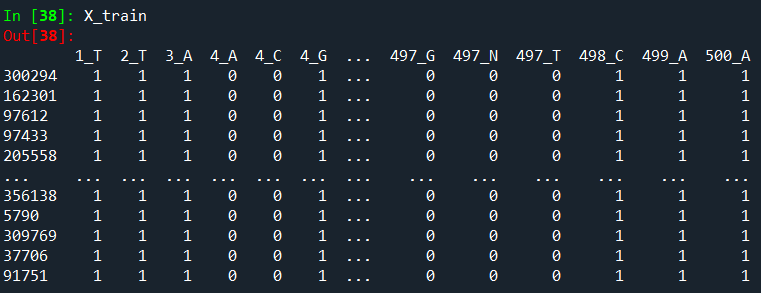 In [38]: X_train
Out[38]:
1_T 2_T 3_A 4_A 4_C 4_G ... 497_G 497_N 497_T 498_C 499_A 500_A
300294 1 1 1 0 0 1 ... 0 0 0 1 1 1
162301 1 1 1 0 0 1 ... 0 0 0 1 1 1
97612 1 1 1 0 0 1 ... 0 0 0 1 1 1
97433 1 1 1 0 0 1 ... 0 0 0 1 1 1
205558 1 1 1 0 0 1 ... 0 0 0 1 1 1
... ... ... ... ... ... ... ... ... ... ... ... ... ...
356138 1 1 1 0 0 1 ... 0 0 0 1 1 1
5790 1 1 1 0 0 1 ... 0 0 0 1 1 1
309769 1 1 1 0 0 1 ... 0 0 0 1 1 1
37706 1 1 1 0 0 1 ... 0 0 0 1 1 1
91751 1 1 1 0 0 1 ... 0 0 0 1 1 1